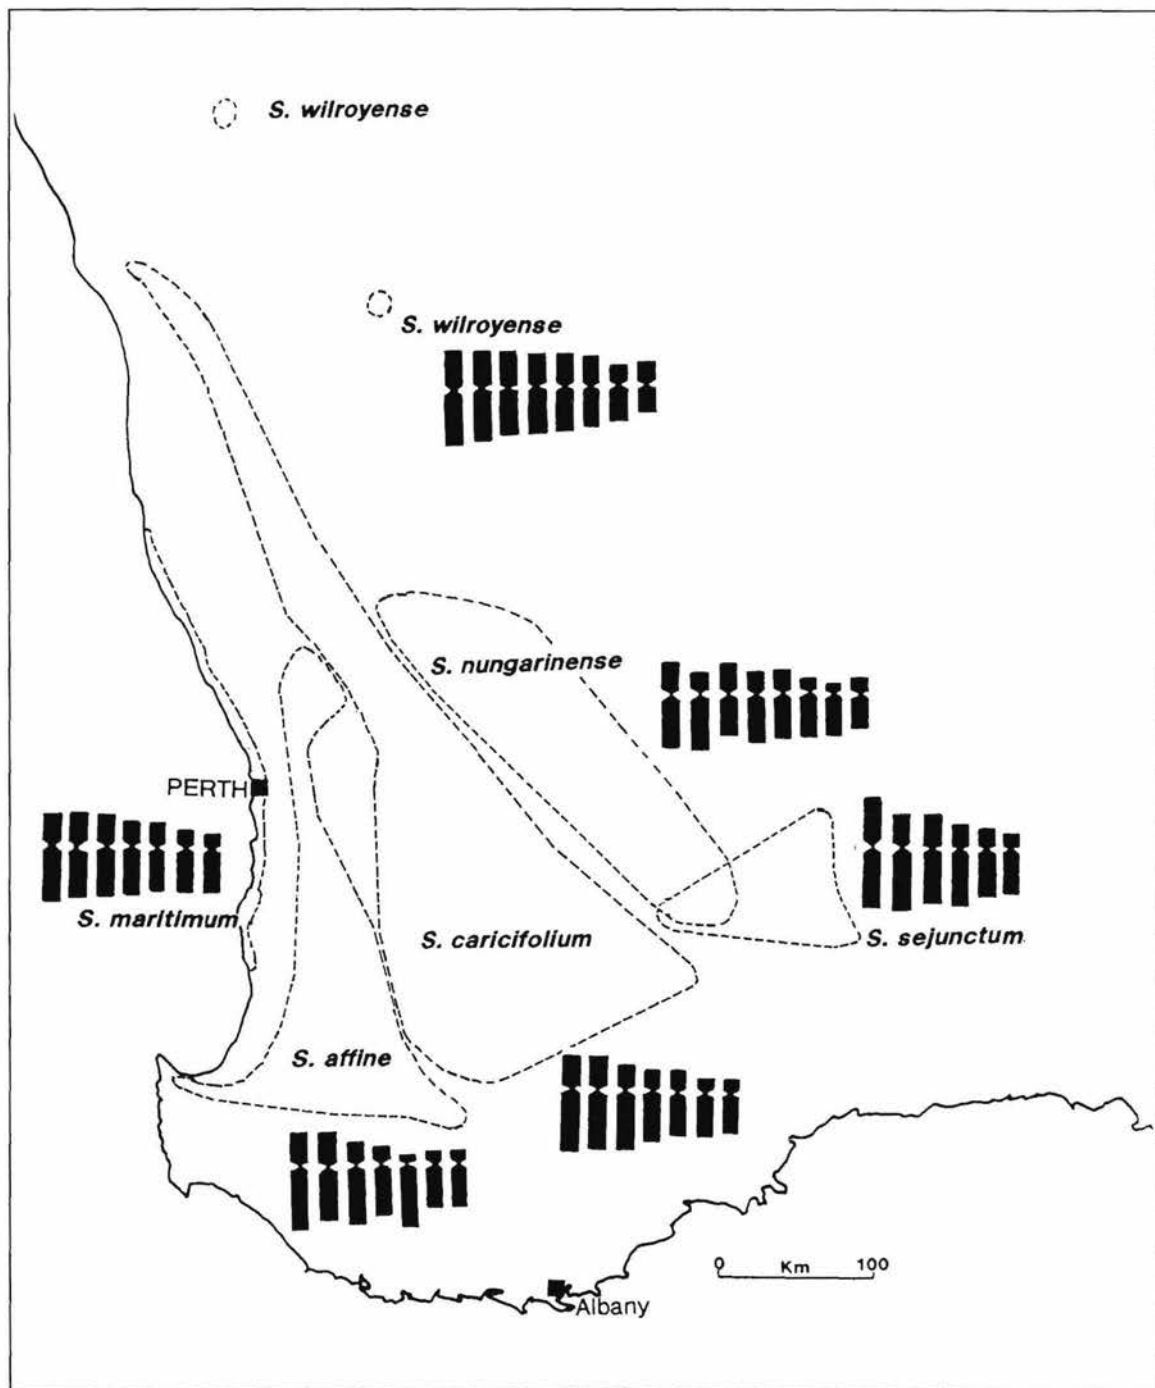 S. wilroyense
S. wilroyense
S. nungarinense
PERTH
S. maritimum
S. caricifolium
S. sejunctum
S. affine
0 Km 100
Albany